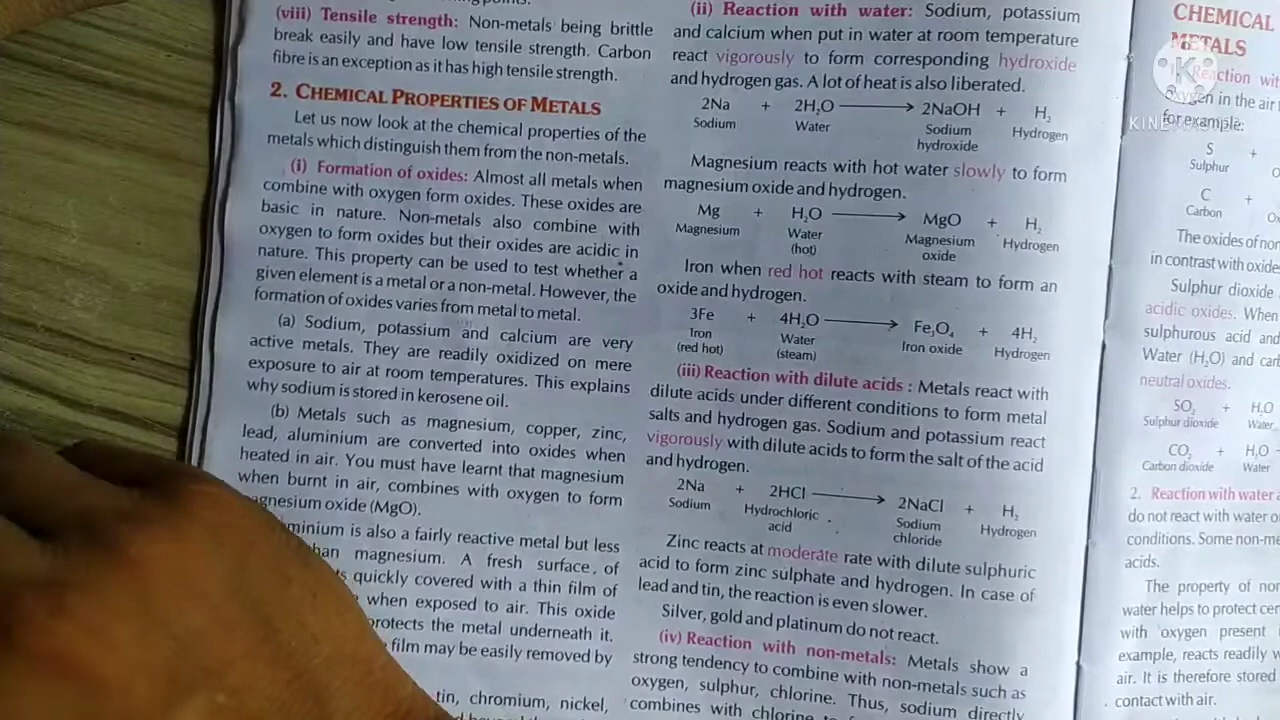 (viii) Tensile strength: Non-metals being brittle
break easily and have low tensile strength. Carbon
fibre is an exception as it has high tensile strength.
2. CHEMICAL PROPERTIES OF METALS
Let us now look at the chemical properties of the
metals which distinguish them from the non-metals.
(i) Formation of oxides: Almost all metals when
combine with oxygen form oxides. These oxides are
basic in nature. Non-metals also combine with
oxygen to form oxides but their oxides are acidic in
nature. This property can be used to test whether a
given element is a metal or a non-metal. However, the
formation of oxides varies from metal to metal.
(a) Sodium, potassium and calcium are very
active metals. They are readily oxidized on mere
exposure to air at room temperatures. This explains
why sodium is stored in kerosene oil.
(b) Metals such as magnesium, copper, zinc,
lead, aluminium are converted into oxides when
heated in air. You must have learnt that magnesium
when burnt in air, combines with oxygen to form
magnesium oxide (MgO).
minium is also a fairly reactive metal but less
than magnesium. A fresh surface of
quickly covered with a thin film of
when exposed to air. This oxide
protects the metal underneath it.
film may be easily removed by
tin, chromium, nickel,
(ii) Reaction with water: Sodium, potassium
and calcium when put in water at room temperature
react vigorously to form corresponding hydroxide
and hydrogen gas. A lot of heat is also liberated.
2Na + 2H₂O ⟶ 2NaOH + H₂
Sodium Water Sodium hydroxide Hydrogen
Magnesium reacts with hot water slowly to form
magnesium oxide and hydrogen.
Mg + H₂O ⟶ MgO + H₂
Magnesium Water (hot) Magnesium oxide Hydrogen
Iron when red hot reacts with steam to form an
oxide and hydrogen.
3Fe + 4H₂O ⟶ Fe₃O₄ + 4H₂
Iron (red hot) Water (steam) Iron oxide Hydrogen
(iii) Reaction with dilute acids : Metals react with
dilute acids under different conditions to form metal
salts and hydrogen gas. Sodium and potassium react
vigorously with dilute acids to form the salt of the acid
and hydrogen.
2Na + 2HCl ⟶ 2NaCl + H₂
Sodium Hydrochloric acid Sodium chloride Hydrogen
Zinc reacts at moderate rate with dilute sulphuric
acid to form zinc sulphate and hydrogen. In case of
lead and tin, the reaction is even slower.
Silver, gold and platinum do not react.
(iv) Reaction with non-metals: Metals show a
strong tendency to combine with non-metals such as
oxygen, sulphur, chlorine. Thus, sodium directly
combines with chlorine to
CHEMICAL
METALS
Reaction wit
oxygen in the air
for example:
S +
Sulphur
C +
Carbon
The oxides of non
in contrast with oxide
Sulphur dioxide
acidic oxides. When
sulphurous acid and
Water (H₂O) and car
neutral oxides.
SO₂ + H₂O
Sulphur dioxide Water
CO₂ + H₂O
Carbon dioxide Water
2. Reaction with water
do not react with water o
conditions. Some non-me
acids.
The property of non
water helps to protect cer
with oxygen present
example, reacts readily w
air. It is therefore stored
contact with air.
K
KINEMASTER